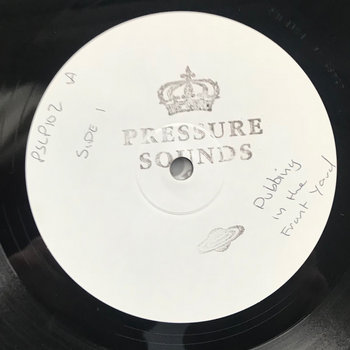 PSLP102 A
SIDE 1
PRESSURE
SOUNDS
Dubbing
in the
Front Yard